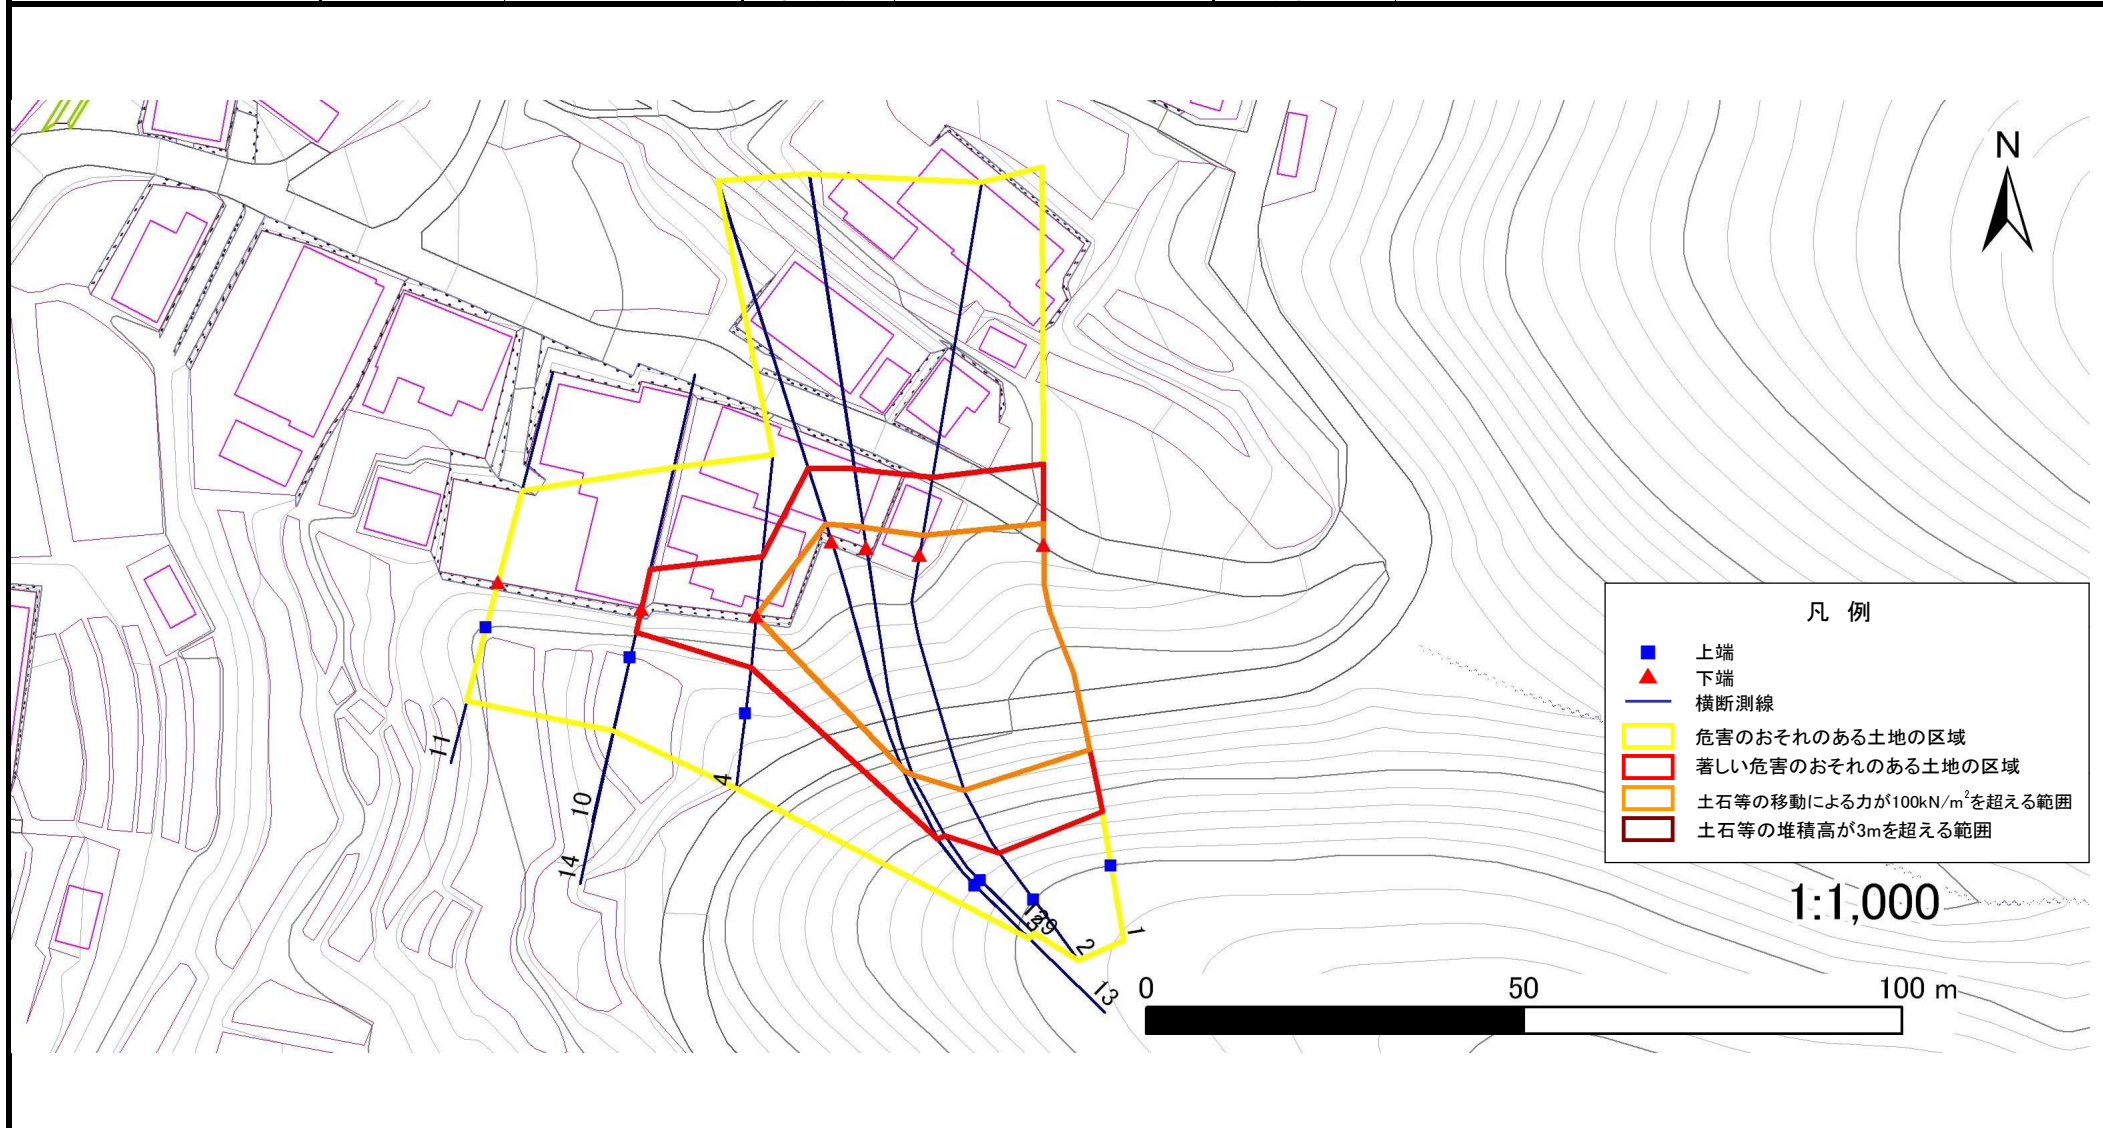 N
凡 例
上端
下端
横断測線
危害のおそれのある土地の区域
著しい危害のおそれのある土地の区域
土石等の移動による力が100kN/m²を超える範囲
土石等の堆積高が3mを超える範囲
1:1,000
0 50 100 m
11
10
14
4
2
1
13